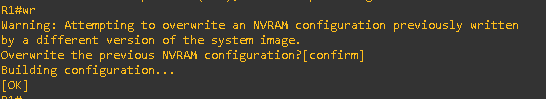 R1#wr
Warning: Attempting to overwrite an NVRAM configuration previously written
by a different version of the system image.
Overwrite the previous NVRAM configuration?[confirm]
Building configuration...
[OK]
R1#